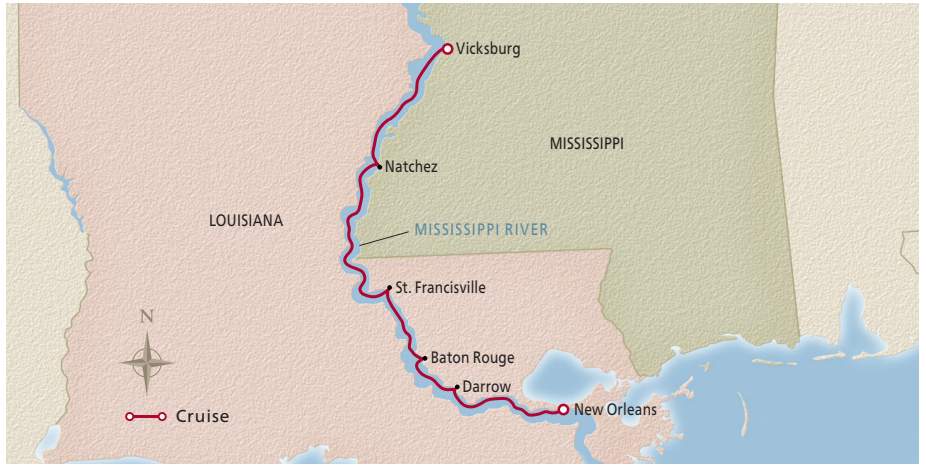 Vicksburg
MISSISSIPPI
Natchez
LOUISIANA
MISSISSIPPI RIVER
St. Francisville
N
Baton Rouge
Darrow
New Orleans
Cruise